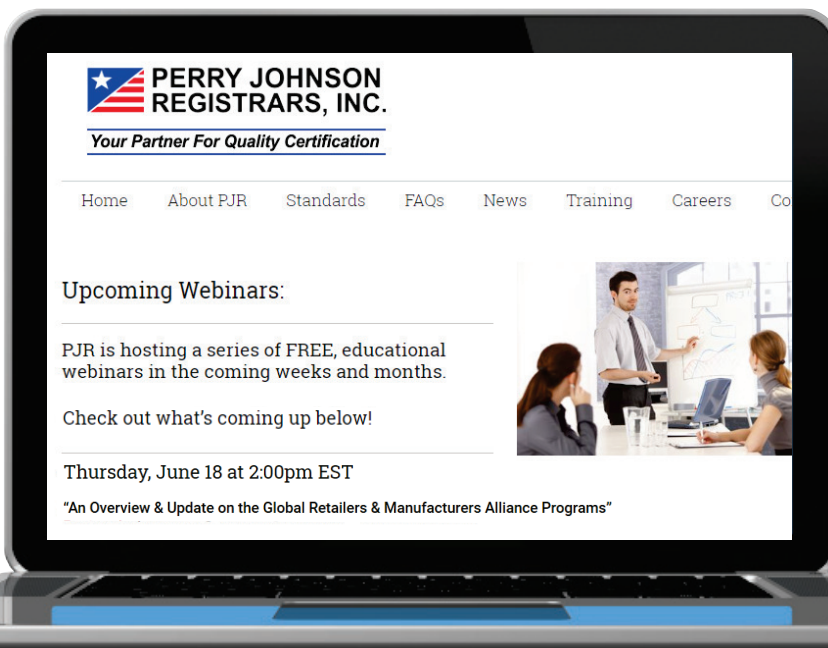 PERRY JOHNSON
REGISTRARS, INC.
Your Partner For Quality Certification
Home About PJR Standards FAQs News Training Careers Co
Upcoming Webinars:
PJR is hosting a series of FREE, educational
webinars in the coming weeks and months.
Check out what's coming up below!
Thursday, June 18 at 2:00pm EST
“An Overview & Update on the Global Retailers & Manufacturers Alliance Programs”